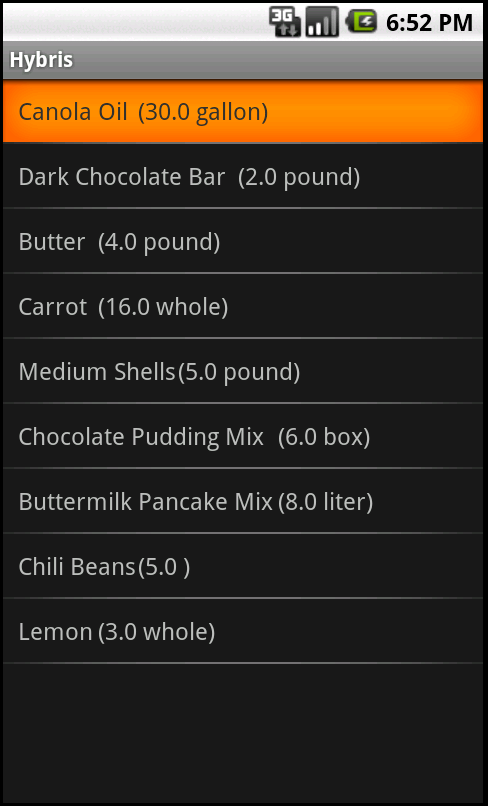 3G 6:52 PM
Hybris
Canola Oil (30.0 gallon)
Dark Chocolate Bar (2.0 pound)
Butter (4.0 pound)
Carrot (16.0 whole)
Medium Shells(5.0 pound)
Chocolate Pudding Mix (6.0 box)
Buttermilk Pancake Mix (8.0 liter)
Chili Beans(5.0 )
Lemon (3.0 whole)